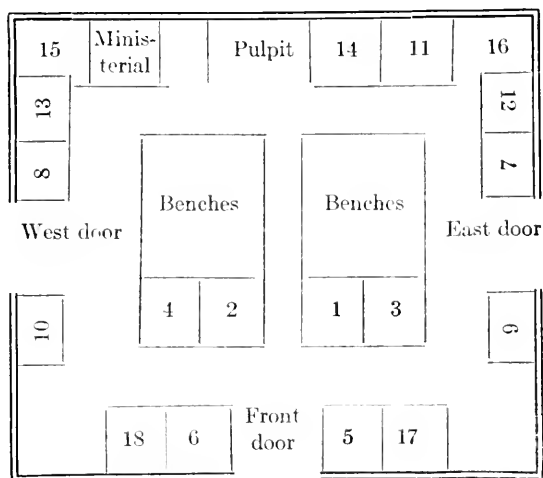 15
Minis-
terial
Pulpit
14
11
16
13
12
8
7
Benches
Benches
West door
East door
4
2
1
3
10
9
18
6
Front
door
5
17